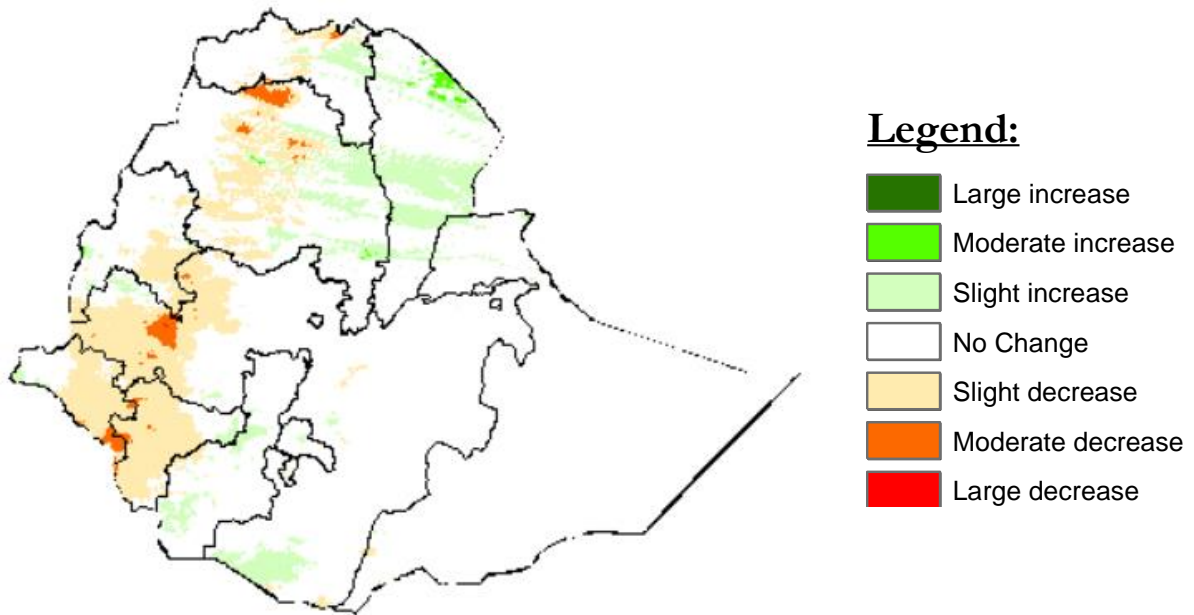 Legend:
Large increase
Moderate increase
Slight increase
No Change
Slight decrease
Moderate decrease
Large decrease